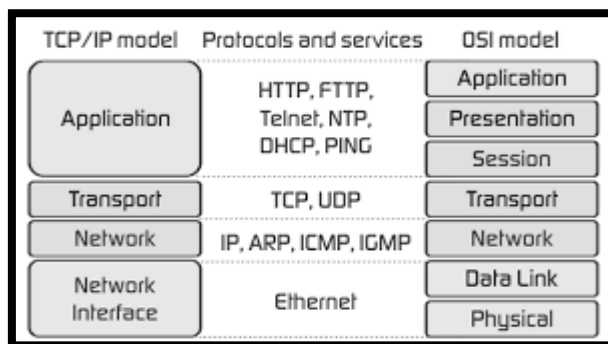 TCP/IP model Protocols and services OSI model
Application
HTTP, FTTP,
Telnet, NTP,
DHCP, PING
Application
Presentation
Session
Transport TCP, UDP Transport
Network IP, ARP, ICMP, IGMP Network
Network
Interface
Ethernet
Data Link
Physical